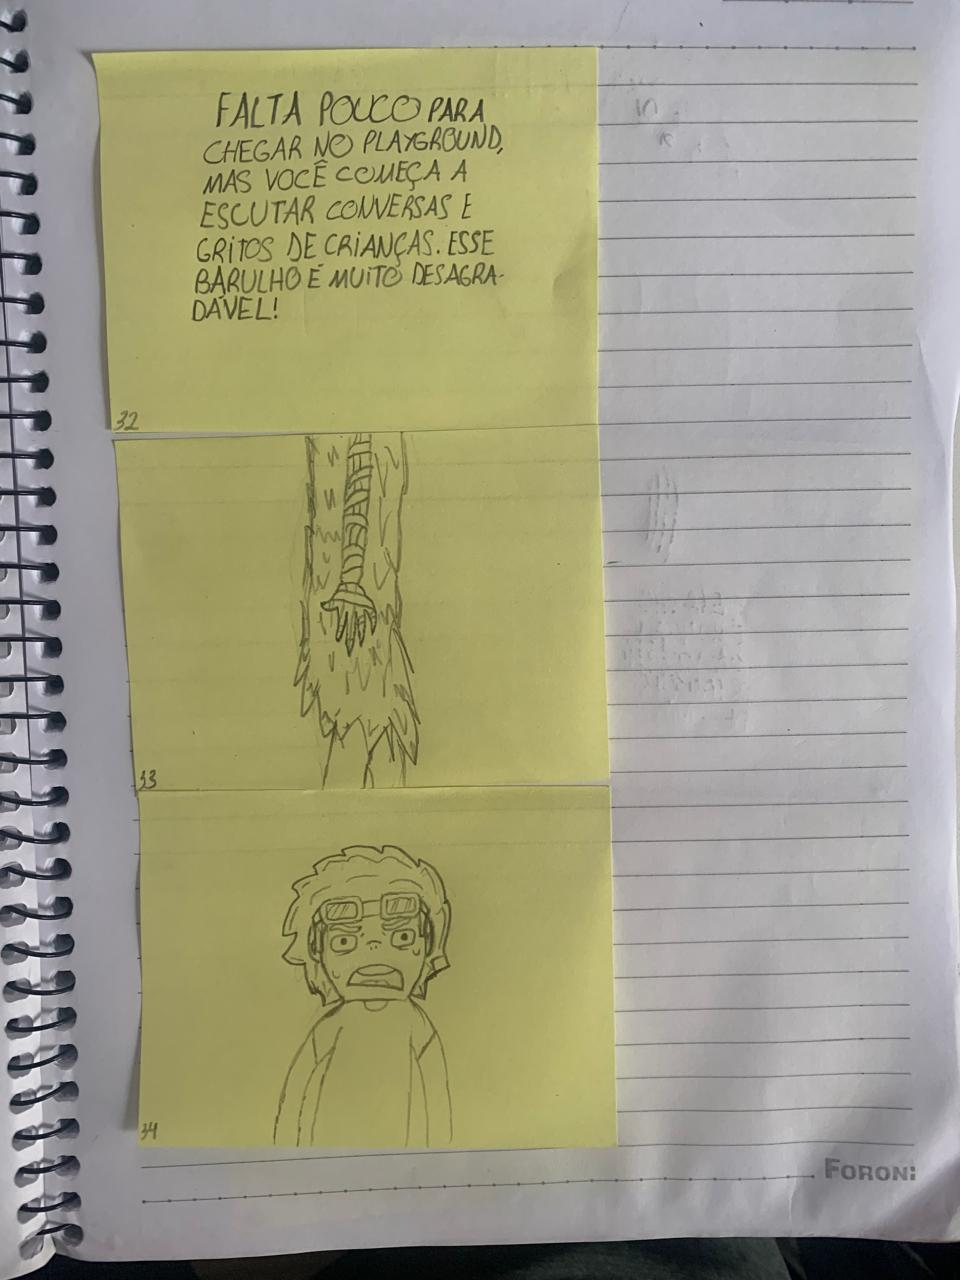 FALTA POUCO PARA
CHEGAR NO PLAYGROUND,
MAS VOCÊ COMEÇA A
ESCUTAR CONVERSAS E
GRITOS DE CRIANÇAS. ESSE
BARULHO É MUITO DESAGRA-
DÁVEL!
32
33
34
FORONI